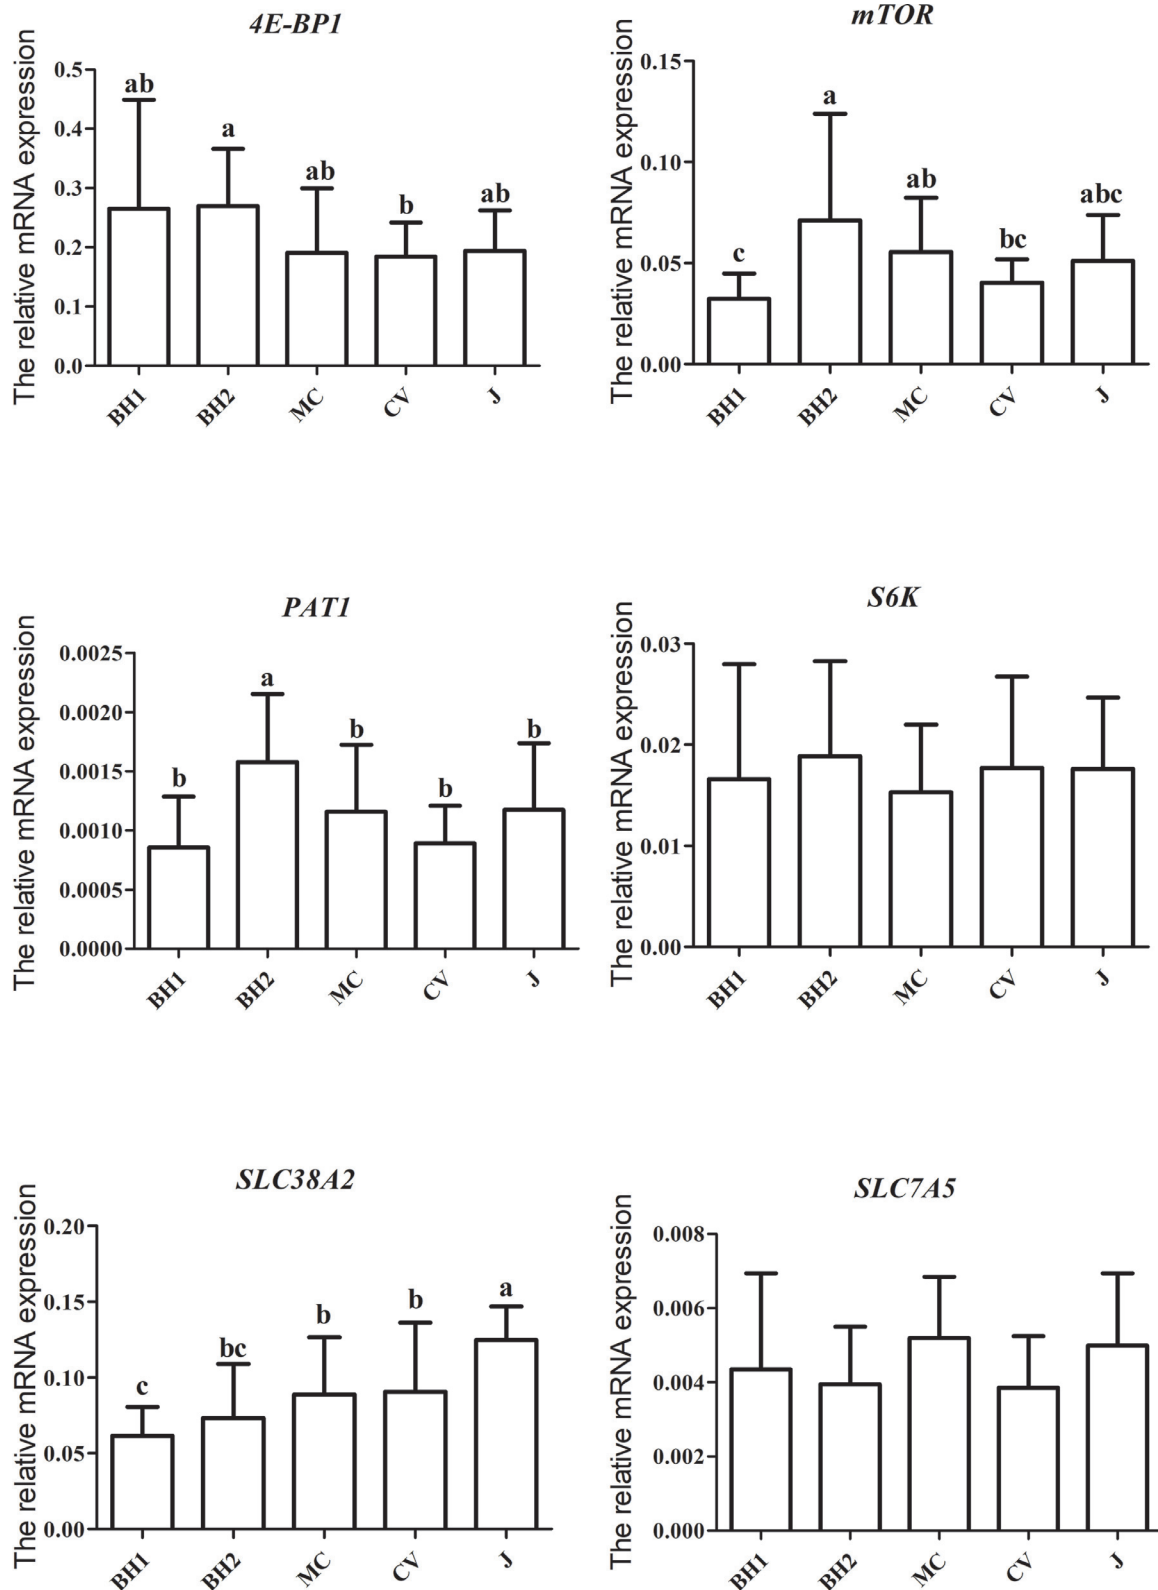 4E-BP1
The relative mRNA expression
0.5
0.4
0.3
0.2
0.1
0.0
ab
a
ab
b
ab
BH1
BH2
MC
CV
J
mTOR
The relative mRNA expression
0.15
0.10
0.05
0.00
c
a
ab
bc
abc
BH1
BH2
MC
CV
J
PAT1
The relative mRNA expression
0.0025
0.0020
0.0015
0.0010
0.0005
0.0000
b
a
b
b
b
BH1
BH2
MC
CV
J
S6K
The relative mRNA expression
0.03
0.02
0.01
0.00
BH1
BH2
MC
CV
J
SLC38A2
The relative mRNA expression
0.20
0.15
0.10
0.05
0.00
c
bc
b
b
a
BH1
BH2
MC
CV
J
SLC7A5
The relative mRNA expression
0.008
0.006
0.004
0.002
0.000
BH1
BH2
MC
CV
J